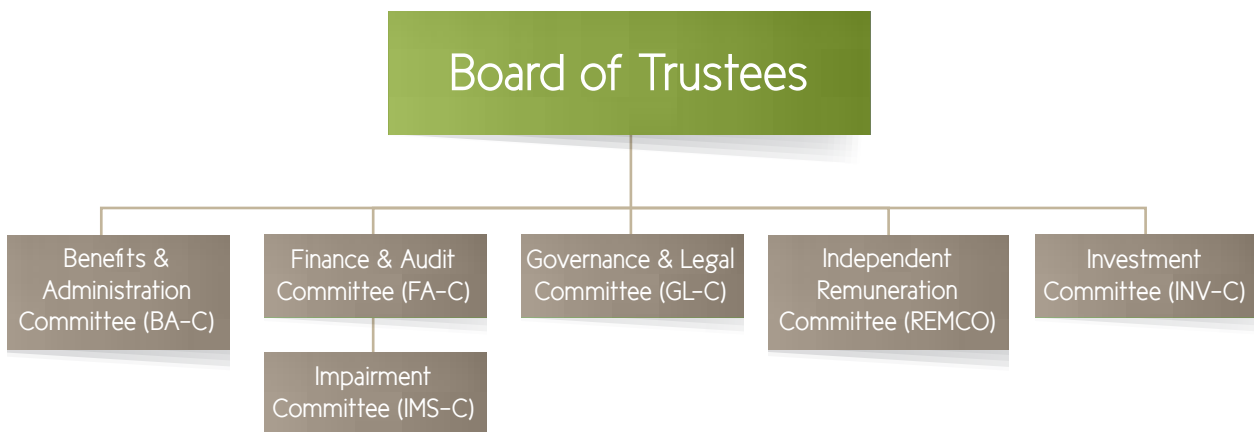 Board of Trustees
Benefits &
Administration
Committee (BA-C)
Finance & Audit
Committee (FA-C)
Governance & Legal
Committee (GL-C)
Independent
Remuneration
Committee (REMCO)
Investment
Committee (INV-C)
Impairment
Committee (IMS-C)